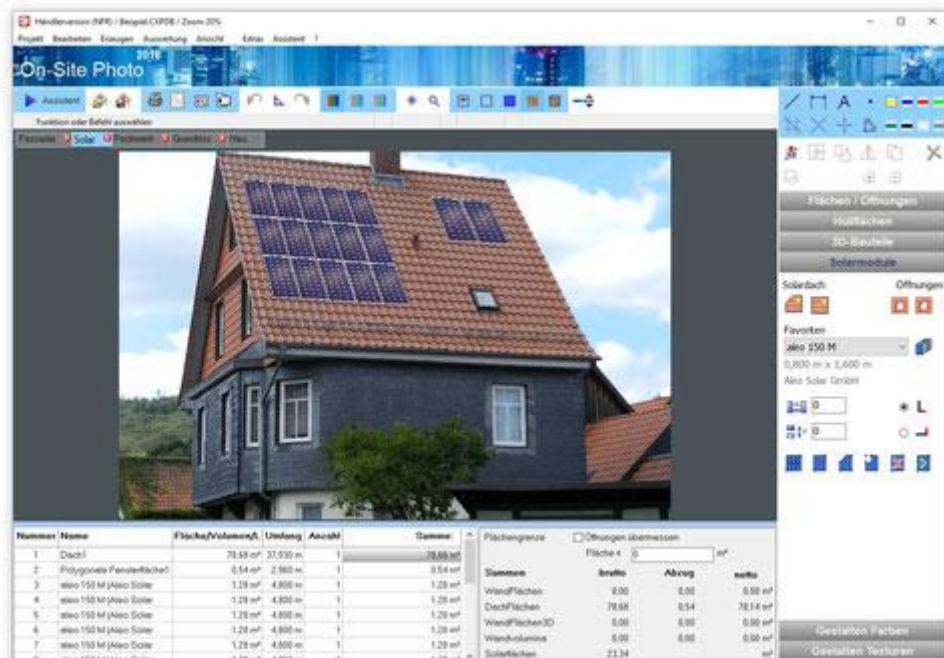 Händlerversion (NFR) / Beispiel.CXPDB / Zoom 20%
Projekt Bearbeiten Erzeugen Auswertung Ansicht Extras Assistent ?
2016
On-Site Photo
Assistent
Funktion oder Befehl auswählen
Fassade Solar Patchwork Grundriss Neu
Flächen / Öffnungen
Hüllflächen
3D-Bauteile
Solarmodule
Solardach Öffnungen
Favoriten
aleo 150 M
0,800 m x 1,600 m
Aleo Solar GmbH
0
0
Nummer Name Fläche/Volumen/L Umfang Anzahl Summe
1 Dach1 78,68 m² 37,930 m 1 78,68 m²
2 Polygonale Fensterfläche1 0,54 m² 2,960 m 1 0,54 m²
3 aleo 150 M (Aleo Solar 1,28 m² 4,800 m 1 1,28 m²
4 aleo 150 M (Aleo Solar 1,28 m² 4,800 m 1 1,28 m²
5 aleo 150 M (Aleo Solar 1,28 m² 4,800 m 1 1,28 m²
6 aleo 150 M (Aleo Solar 1,28 m² 4,800 m 1 1,28 m²
7 aleo 150 M (Aleo Solar 1,28 m² 4,800 m 1 1,28 m²
Flächengrenze Öffnungen übermessen
Fläche < 0 m²
Summen brutto Abzug netto
WandFlächen 0,00 0,00 0,00 m²
DachFlächen 78,68 0,54 78,14 m²
WandFlächen3D 0,00 0,00 0,00 m²
Wandvolumina 0,00 0,00 0,00 m²
Solarflächen 23,34 m²
Gestalten Farben
Gestalten Texturen